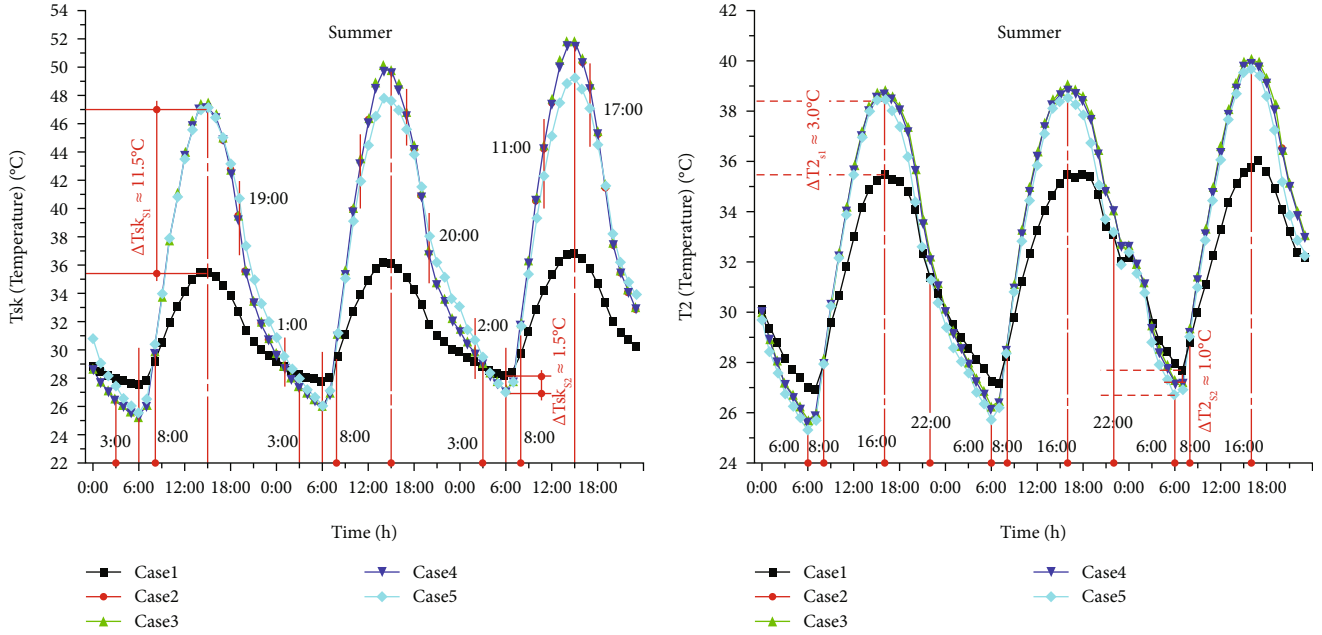 Summer
Tsk (Temperature) (°C)
54
52
50
48
46
44
42
40
38
36
34
32
30
28
26
24
22
ΔTsk_S1 ≈ 11.5°C
19:00
1:00
20:00
2:00
11:00
17:00
ΔTsk_S2 ≈ 1.5°C
3:00
8:00
3:00
8:00
3:00
8:00
0:00 6:00 12:00 18:00 0:00 6:00 12:00 18:00 0:00 6:00 12:00 18:00
Time (h)
Case1
Case2
Case3
Case4
Case5
Summer
T2 (Temperature) (°C)
42
40
38
36
34
32
30
28
26
24
ΔT2_S1 ≈ 3.0°C
ΔT2_S2 ≈ 1.0°C
6:00
8:00
16:00
22:00
6:00
8:00
16:00
22:00
6:00
8:00
16:00
0:00 6:00 12:00 18:00 0:00 6:00 12:00 18:00 0:00 6:00 12:00 18:00
Time (h)
Case1
Case2
Case3
Case4
Case5